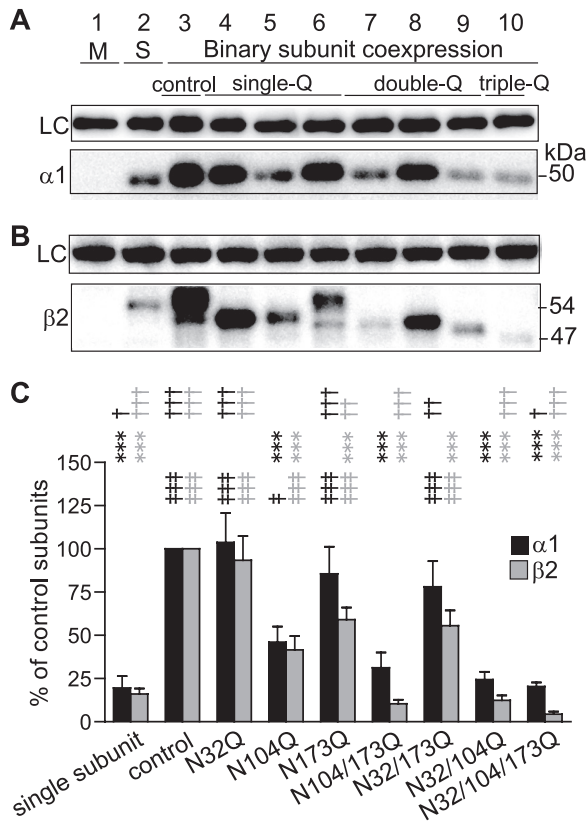 A
1 2 3 4 5 6 7 8 9 10
M S Binary subunit coexpression
control single-Q double-Q triple-Q
LC
kDa
α1
50
B
LC
β2
54
47
C
† ††† ††† ††† ††† ††† ††† †† ††† †† ††† †
*** *** *** *** *** *** *** *** *** *** *** ***
‡‡‡ ‡‡‡ ‡‡‡ ‡‡‡ ‡ ‡‡‡ ‡‡‡ ‡‡‡ ‡‡‡ ‡‡‡
150
125
100
75
50
25
0
% of control subunits
α1
β2
single subunit
control
N32Q
N104Q
N173Q
N104/173Q
N32/173Q
N32/104Q
N32/104/173Q